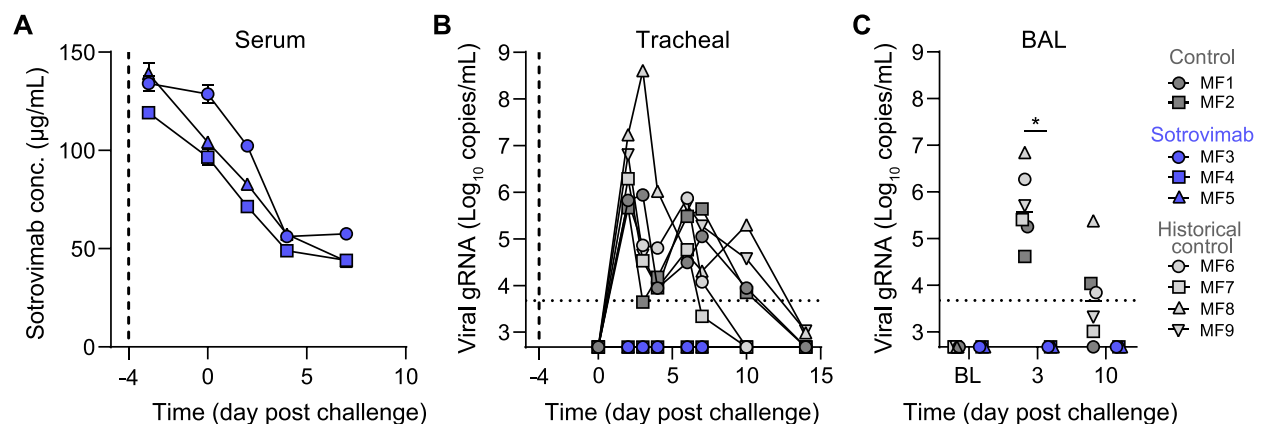 A
Serum
Sotrovimab conc. (μg/mL)
150
100
50
0
-4
0
10
Time (day post challenge)
B
Tracheal
Viral gRNA (Log10 copies/mL)
9
8
7
6
5
4
3
-4
0
5
10
15
Time (day post challenge)
C
BAL
Viral gRNA (Log10 copies/mL)
9
8
7
6
5
4
3
*
BL
3
10
Time (day post challenge)
Control
MF1
MF2
Sotrovimab
MF3
MF4
MF5
Historical
control
MF6
MF7
MF8
MF9